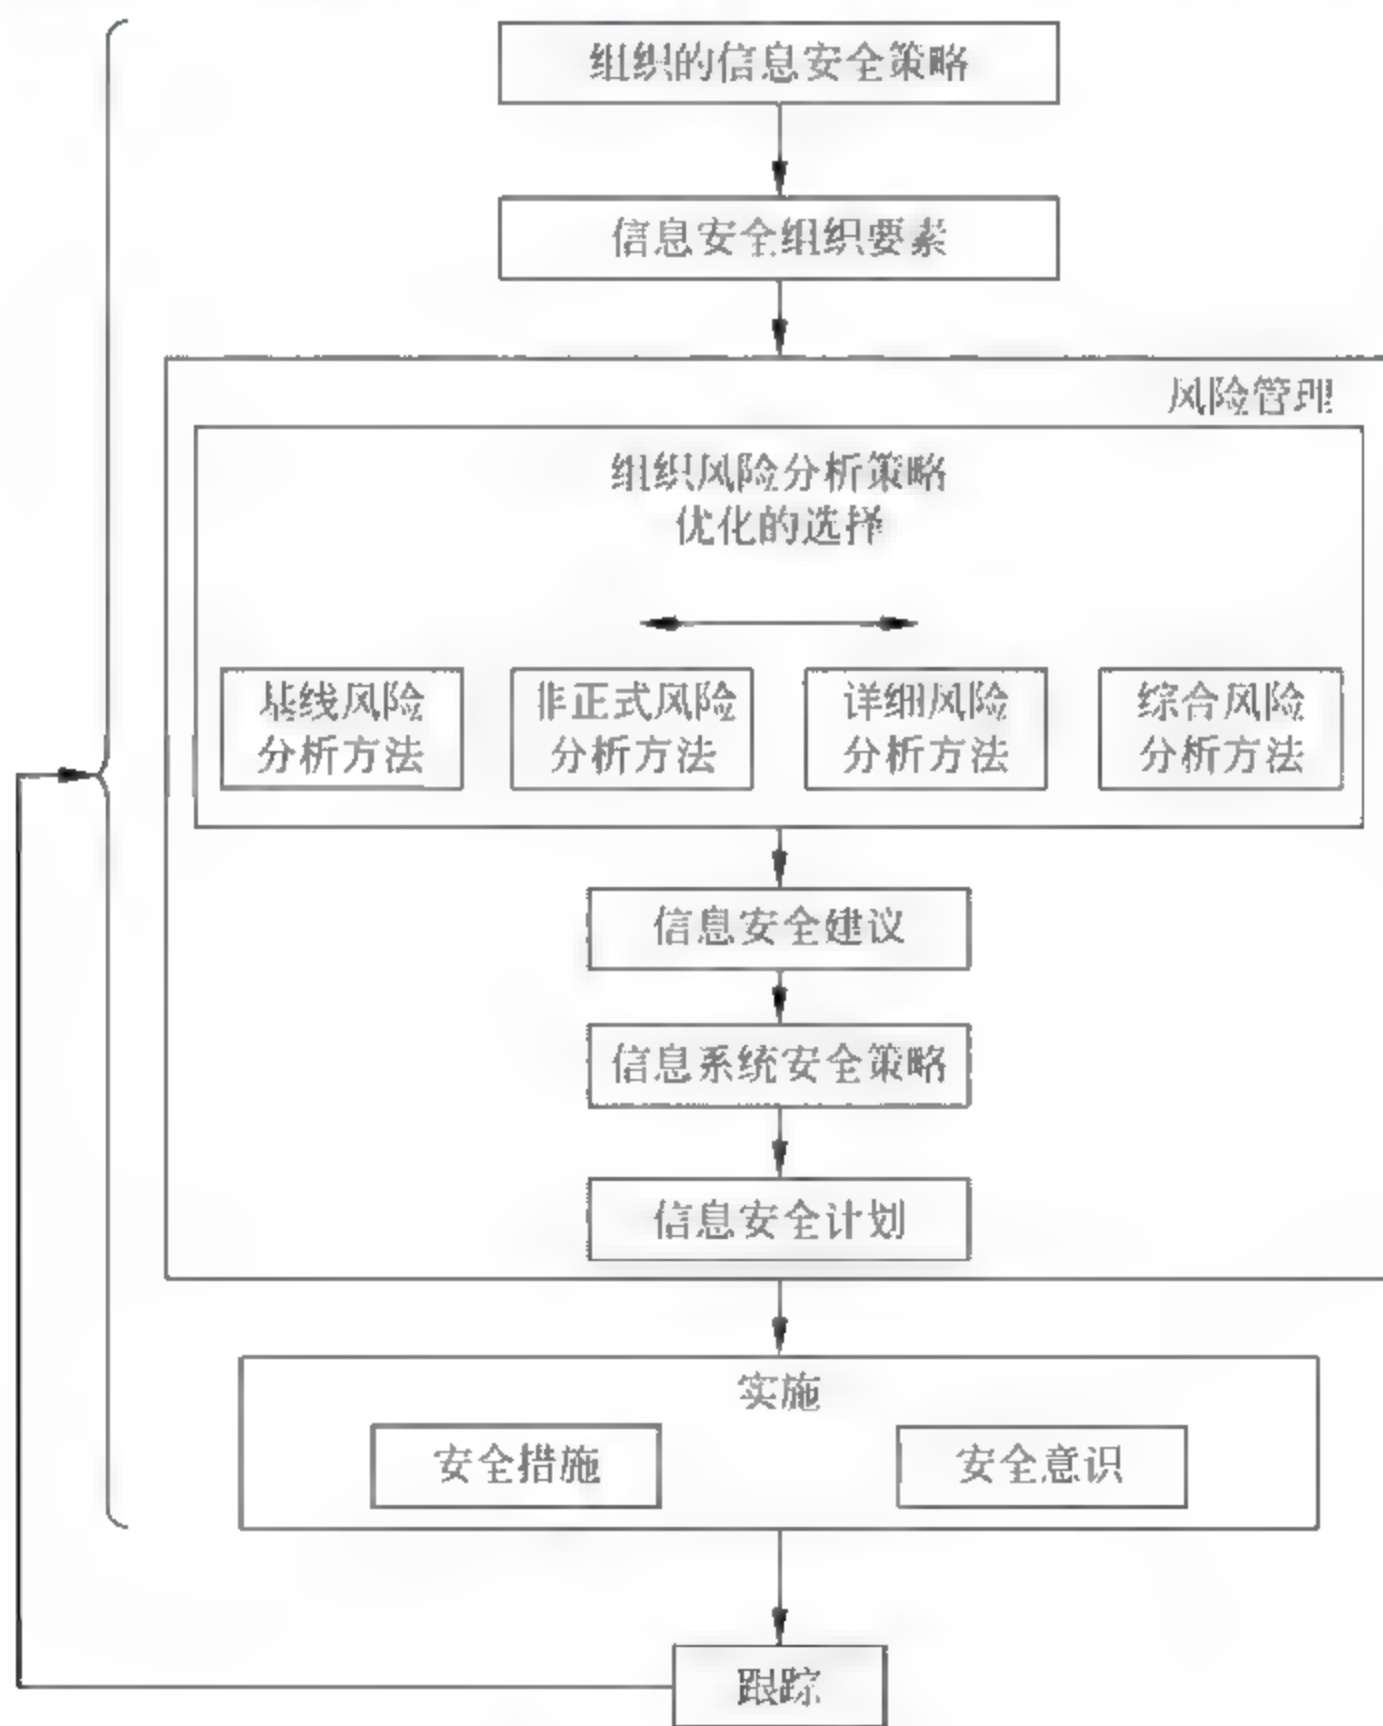 组织的信息安全策略
信息安全组织要素
风险管理
组织风险分析策略
优化的选择
基线风险
分析方法
非正式风险
分析方法
详细风险
分析方法
综合风险
分析方法
信息安全建议
信息系统安全策略
信息安全计划
实施
安全措施
安全意识
跟踪